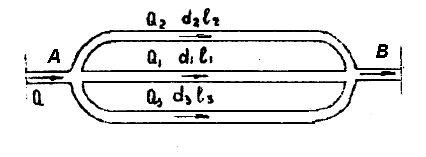 Q₂ d₂ l₂
A Q₁ d₁ l₁ B
Q Q₃ d₃ l₃